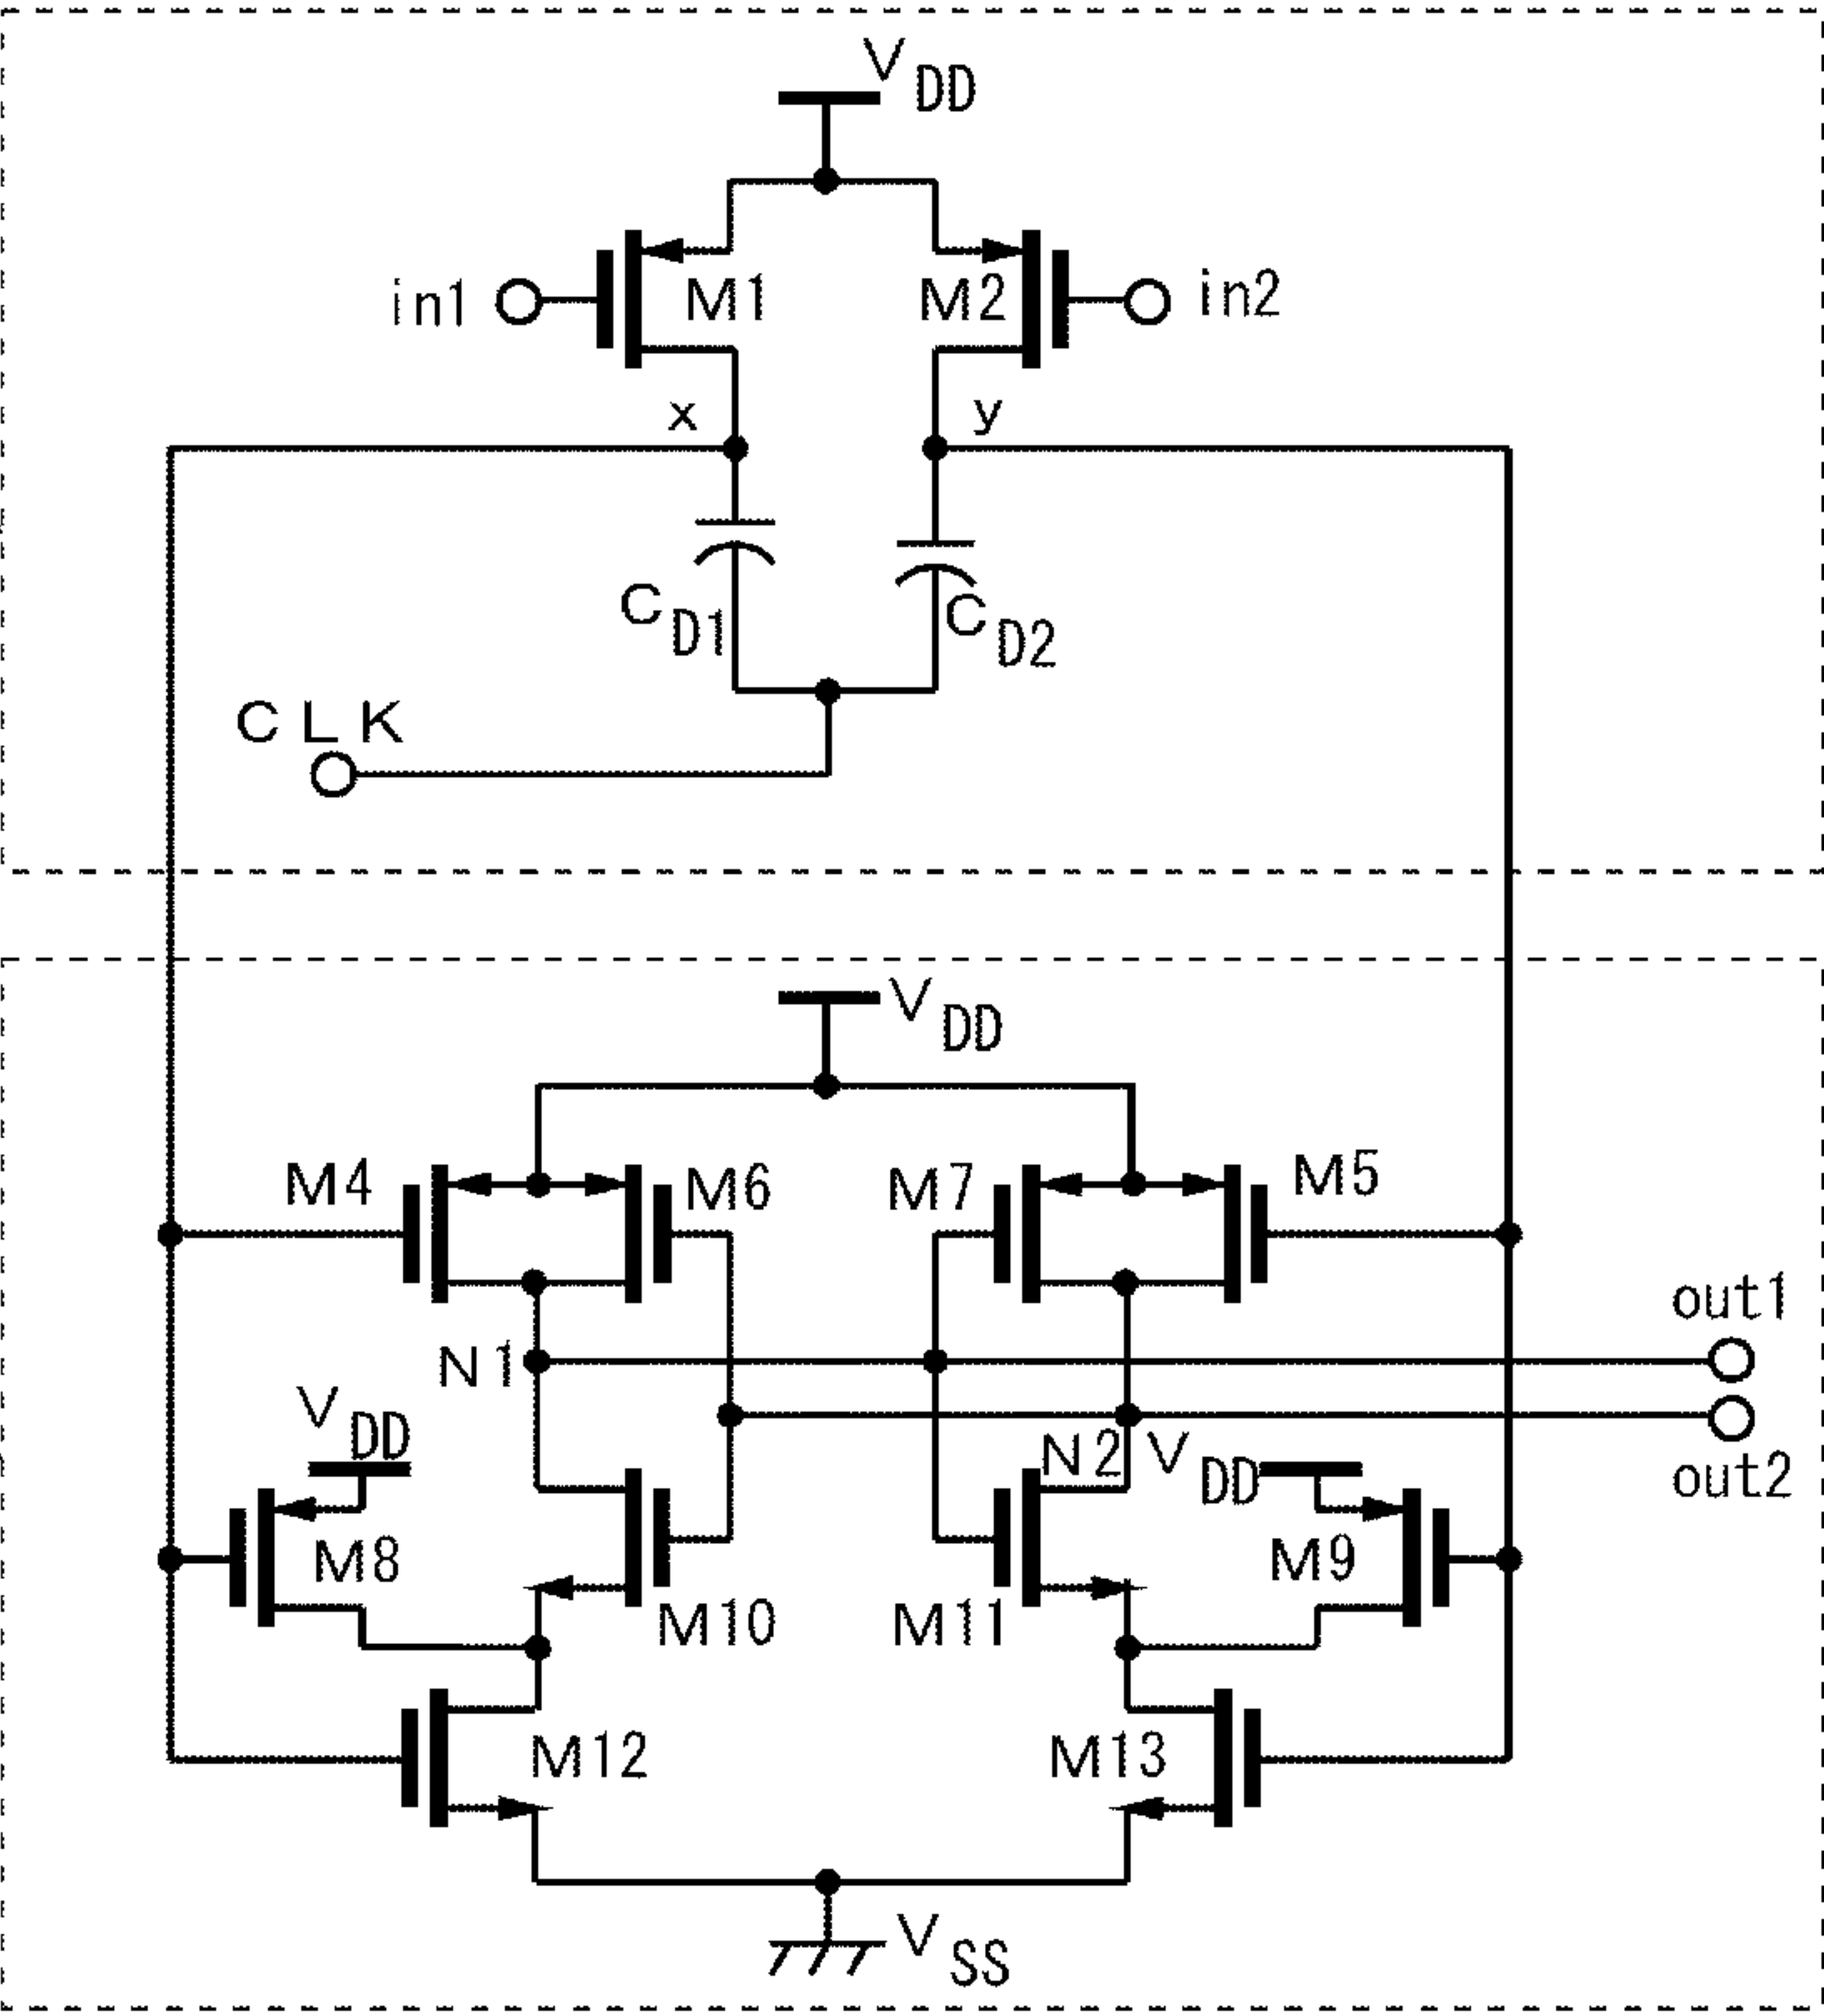 VDD
in1 M1 M2 in2
x y
CD1 CD2
CLK
VDD
M4 M6 M7 M5
out1
N1
VDD N2 VDD out2
M8 M9
M10 M11
M12 M13
VSS